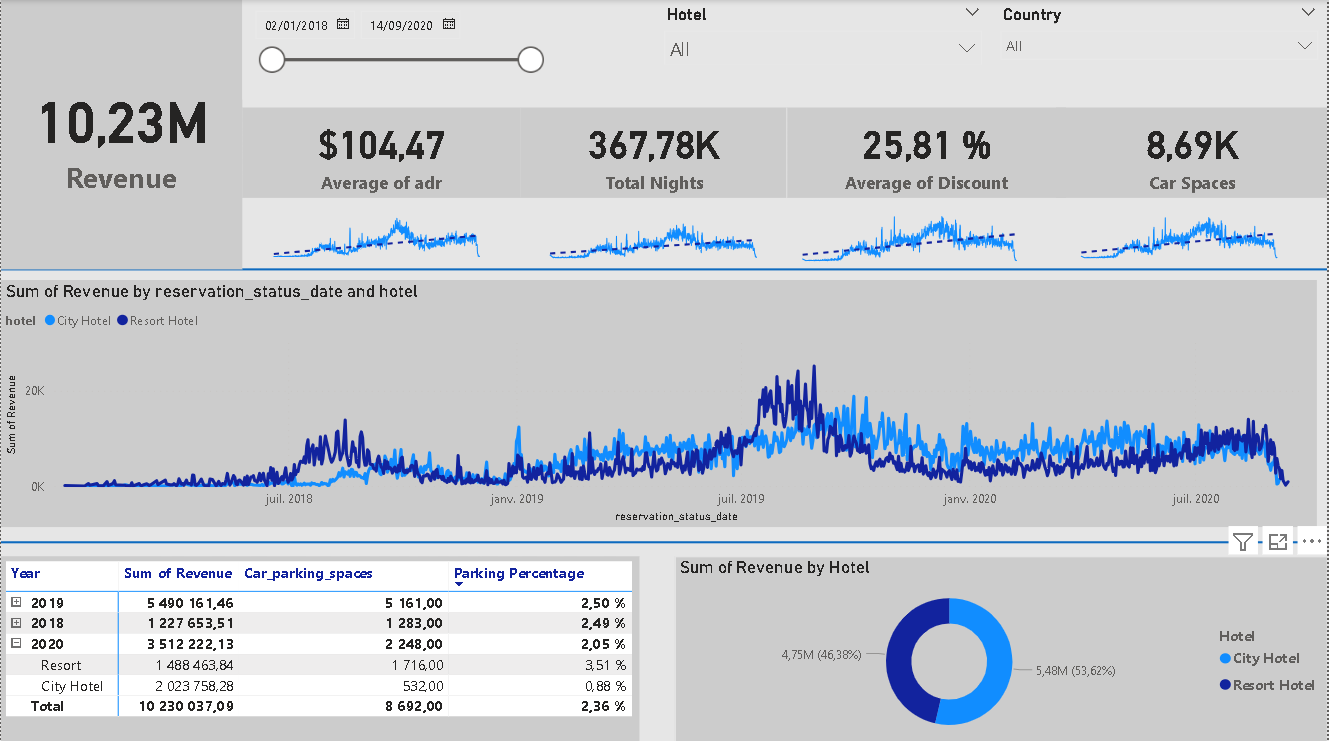 02/01/2018 14/09/2020
Hotel
All
Country
All
10,23M
Revenue
$104,47
Average of adr
367,78K
Total Nights
25,81 %
Average of Discount
8,69K
Car Spaces
Sum of Revenue by reservation_status_date and hotel
hotel City Hotel Resort Hotel
Sum of Revenue
20K
0K
juil. 2018 janv. 2019 juil. 2019 janv. 2020 juil. 2020
reservation_status_date
Year Sum of Revenue Car_parking_spaces Parking Percentage
2019 5 490 161,46 5 161,00 2,50 %
2018 1 227 653,51 1 283,00 2,49 %
2020 3 512 222,13 2 248,00 2,05 %
Resort 1 488 463,84 1 716,00 3,51 %
City Hotel 2 023 758,28 532,00 0,88 %
Total 10 230 037,09 8 692,00 2,36 %
Sum of Revenue by Hotel
4,75M (46,38%)
5,48M (53,62%)
Hotel
City Hotel
Resort Hotel